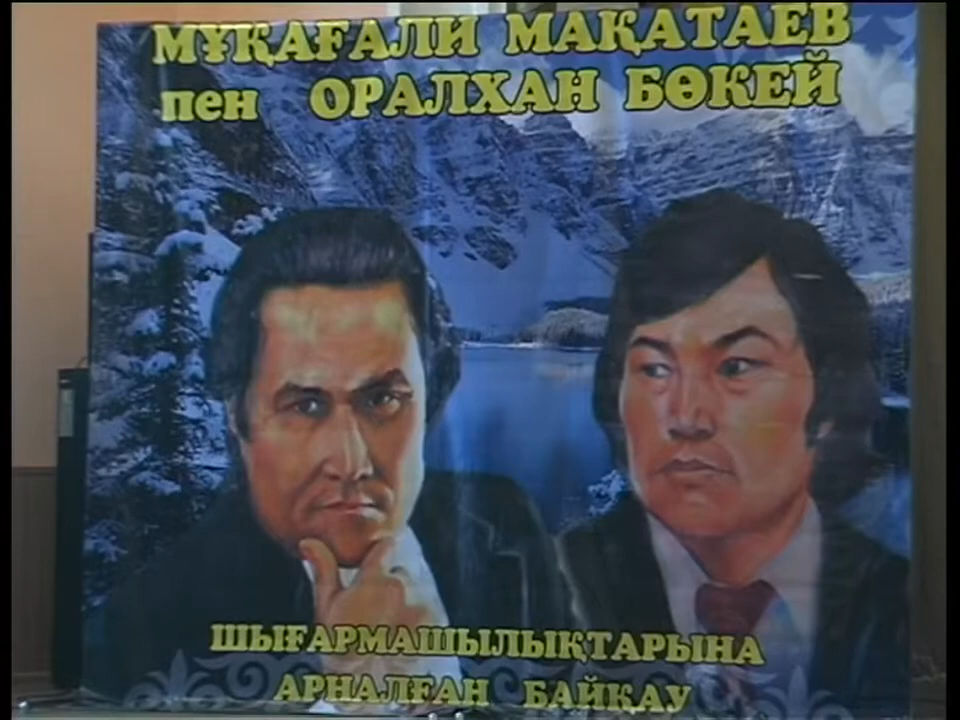 МҰҚАҒАЛИ МАҚАТАЕВ
пен ОРАЛХАН БӨКЕЙ
ШЫҒАРМАШЫЛЫҚТАРЫНА
АРНАЛҒАН БАЙҚАУ